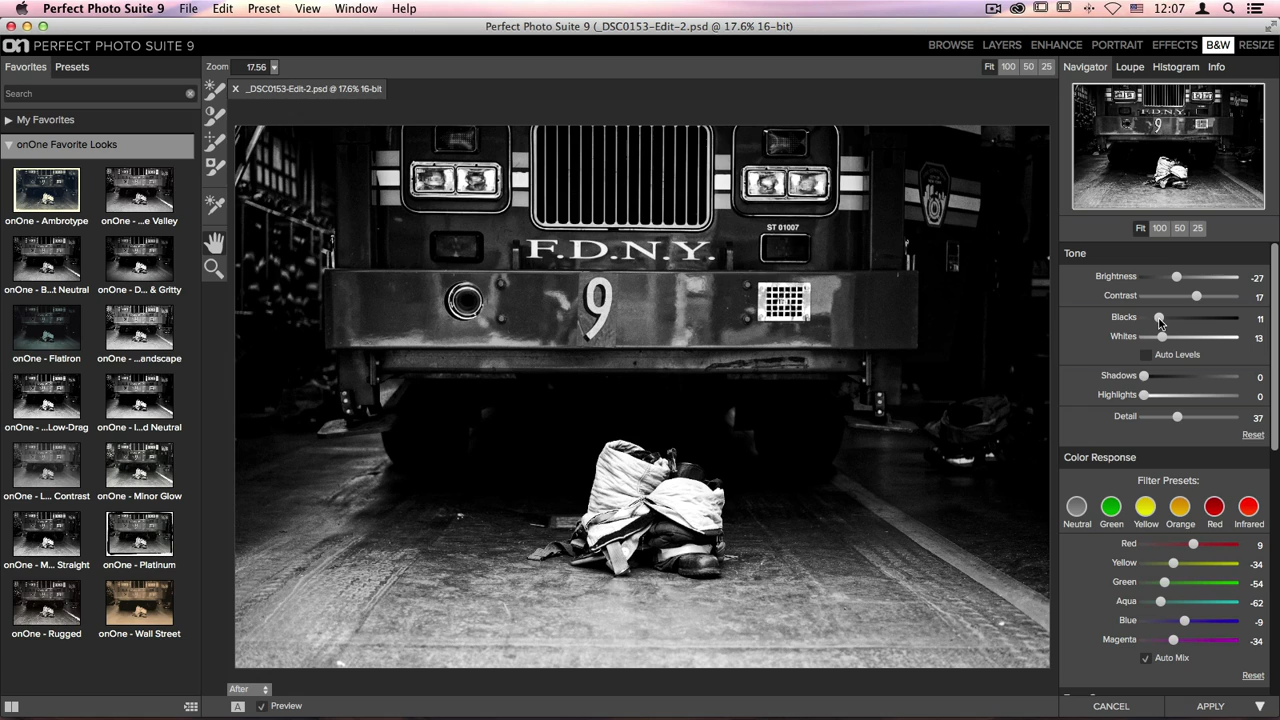 Perfect Photo Suite 9 File Edit Preset View Window Help 12:07
Perfect Photo Suite 9 (_DSC0153-Edit-2.psd @ 17.6% 16-bit)
on PERFECT PHOTO SUITE 9 BROWSE LAYERS ENHANCE PORTRAIT EFFECTS B&W RESIZE
Favorites Presets Zoom 17.56 Fit 100 50 25 Navigator Loupe Histogram Info
Search X _DSC0153-Edit-2.psd @ 17.6% 16-bit
My Favorites
onOne Favorite Looks
onOne - Ambrotype onOne - ...e Valley
onOne - B...t Neutral onOne - D... & Gritty
onOne - FlatIron onOne - ...andscape
onOne - ...Low-Drag onOne - I...d Neutral
onOne - L... Contrast onOne - Minor Glow
onOne - M... Straight onOne - Platinum
onOne - Rugged onOne - Wall Street
ST 01007
F.D.N.Y.
9
After
A Preview
Fit 100 50 25
Tone
Brightness -27
Contrast 17
Blacks 11
Whites 13
Auto Levels
Shadows 0
Highlights 0
Detail 37
Reset
Color Response
Filter Presets:
Neutral Green Yellow Orange Red Infrared
Red 9
Yellow -34
Green -54
Aqua -62
Blue -9
Magenta -34
Auto Mix
Reset
CANCEL APPLY